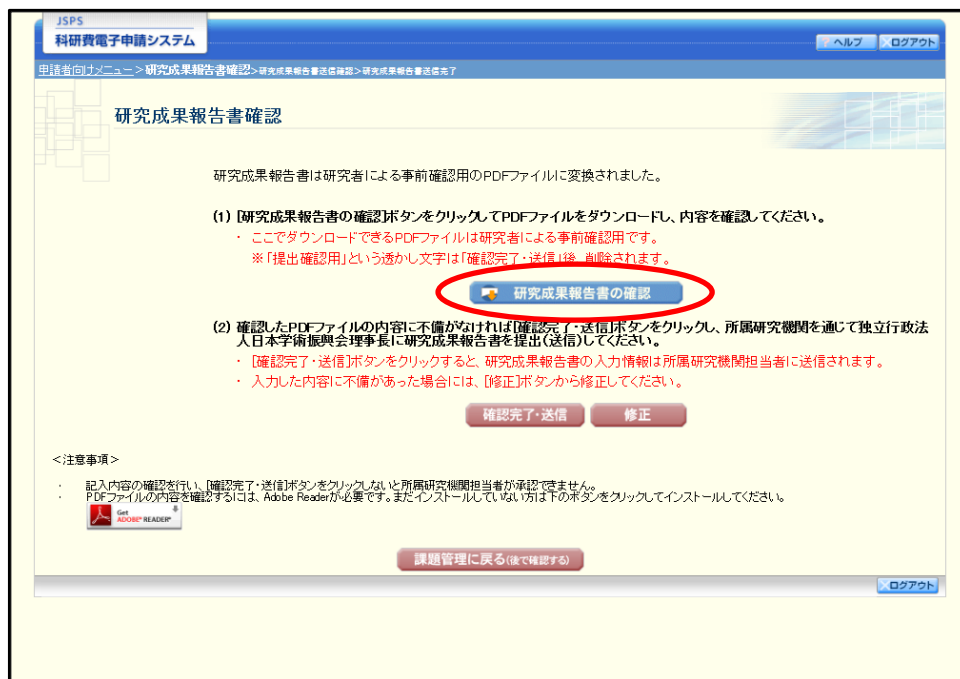 JSPS
科研費電子申請システム
ヘルプ
ログアウト
申請者向けメニュー>研究成果報告書確認>研究成果報告書送信確認>研究成果報告書送信完了
研究成果報告書確認
研究成果報告書は研究者による事前確認用のPDFファイルに変換されました。
(1) [研究成果報告書の確認]ボタンをクリックしてPDFファイルをダウンロードし、内容を確認してください。
・ ここでダウンロードできるPDFファイルは研究者による事前確認用です。
※「提出確認用」という透かし文字は「確認完了・送信」後、削除されます。
研究成果報告書の確認
(2) 確認したPDFファイルの内容に不備がなければ[確認完了・送信]ボタンをクリックし、所属研究機関を通じて独立行政法
人日本学術振興会理事長に研究成果報告書を提出(送信)してください。
・ [確認完了・送信]ボタンをクリックすると、研究成果報告書の入力情報は所属研究機関担当者に送信されます。
・ 入力した内容に不備があった場合には、[修正]ボタンから修正してください。
確認完了・送信
修正
<注意事項>
・ 記入内容の確認を行い、[確認完了・送信]ボタンをクリックしないと所属研究機関担当者が承認できません。
・ PDFファイルの内容を確認するには、Adobe Readerが必要です。まだインストールしていない方は下のボタンをクリックしてインストールしてください。
Get
ADOBE® READER®
課題管理に戻る(後で確認する)
ログアウト